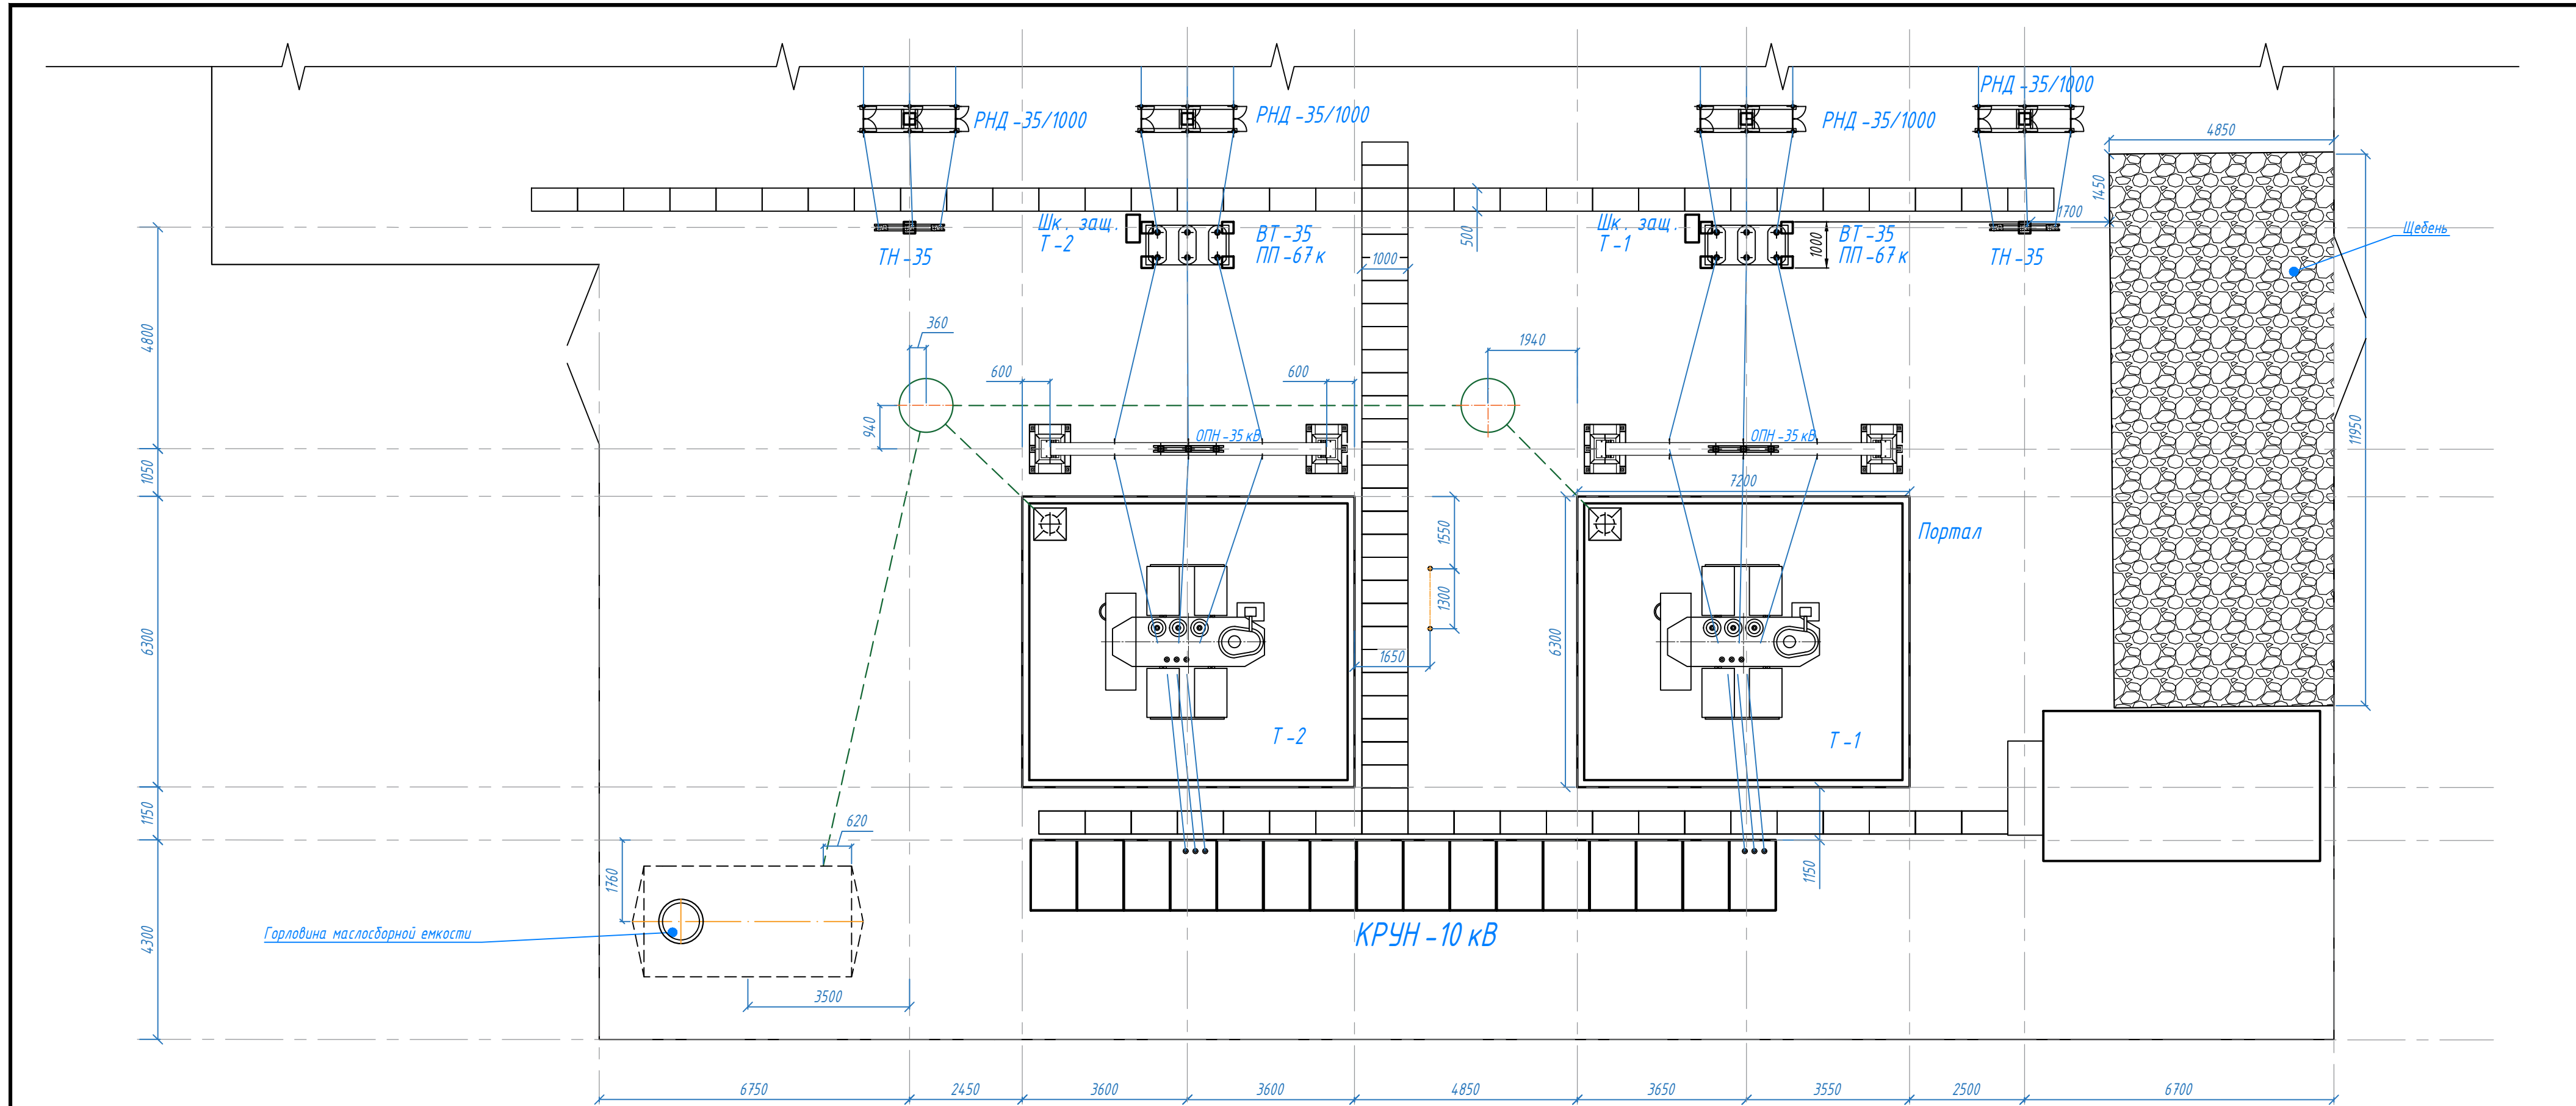 РНД-35/1000
РНД-35/1000
РНД-35/1000
РНД-35/1000
4850
1450
1700
Щебень
Шк. защ.
Т-2
ВТ-35
ПП-67к
ТН-35
500
1000
Шк. защ.
Т-1
1000
ВТ-35
ПП-67к
ТН-35
4800
360
600
600
1940
940
ОПН-35 кВ
ОПН-35 кВ
11950
1050
7200
Портал
1550
1300
6300
6300
1650
Т-2
Т-1
1150
620
1760
1150
Горловина маслосборной емкости
КРУН-10 кВ
4300
3500
6750
2450
3600
3600
4850
3650
3550
2500
6700